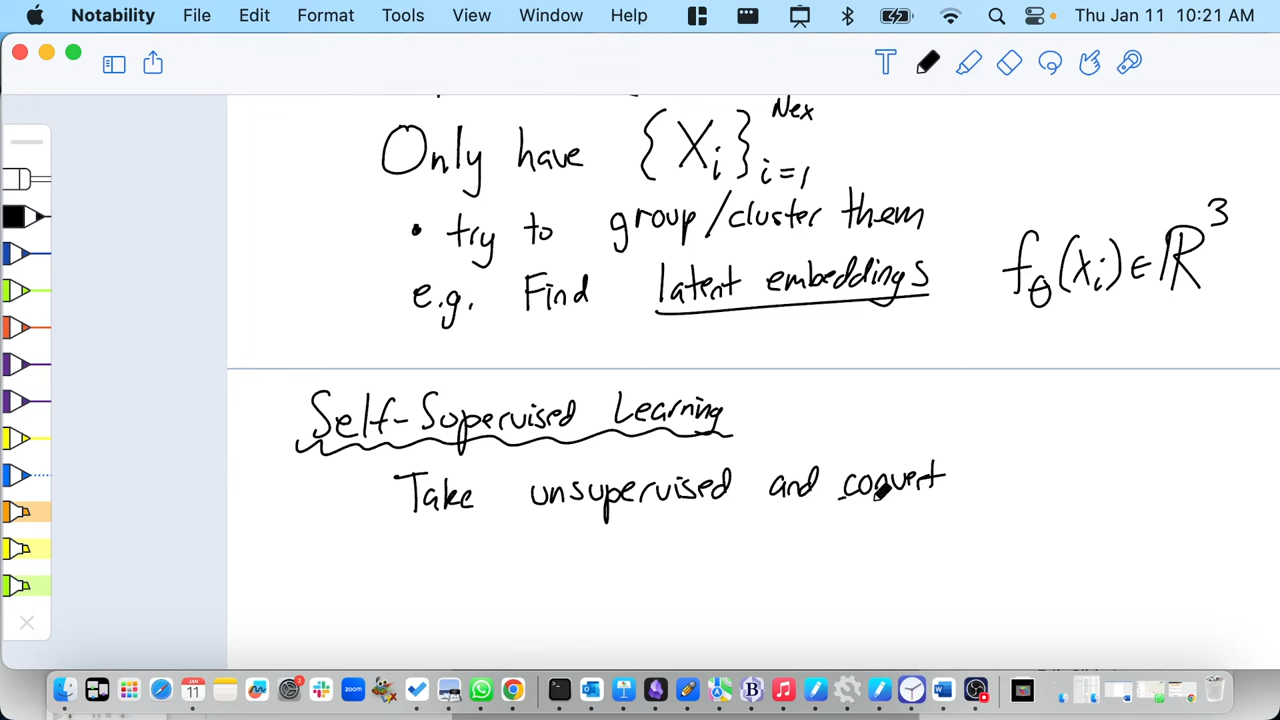 Notability File Edit Format Tools View Window Help Thu Jan 11 10:21 AM
Nex
Only have {Xi} i=1
• try to group/cluster them
e.g. Find latent embeddings
fθ(Xi)∈ℝ³
Self-Supervised Learning
Take unsupervised and convert